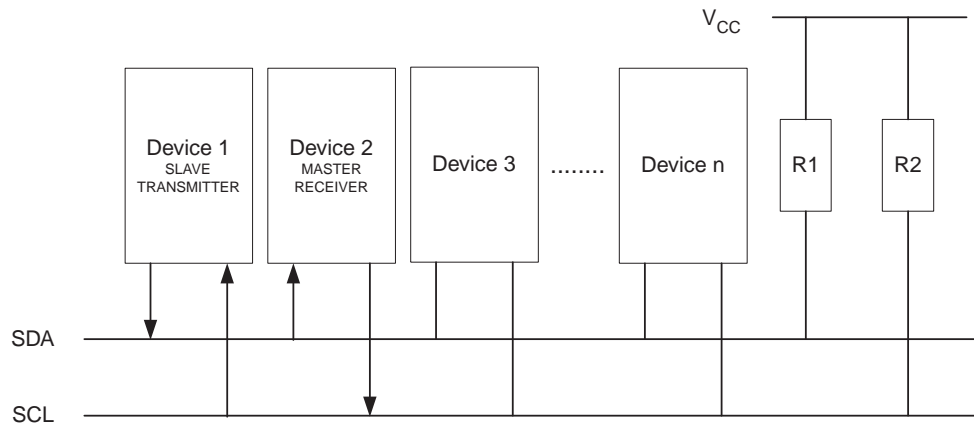 V_CC
Device 1
SLAVE
TRANSMITTER
Device 2
MASTER
RECEIVER
Device 3
........
Device n
R1
R2
SDA
SCL